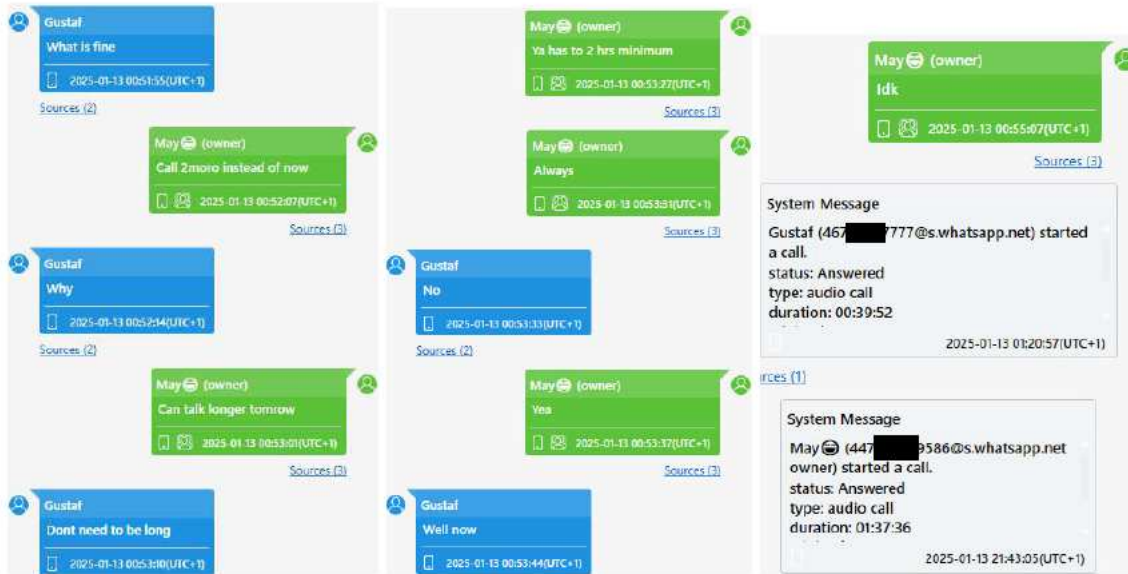 Gustaf
What is fine
2025-01-13 00:51:55(UTC+1)
Sources (2)
May😁 (owner)
Call 2moro instead of now
2025-01-13 00:52:07(UTC+1)
Sources (3)
Gustaf
Why
2025-01-13 00:52:14(UTC+1)
Sources (2)
May😁 (owner)
Can talk longer tomrow
2025-01-13 00:53:01(UTC+1)
Sources (3)
Gustaf
Dont need to be long
2025-01-13 00:53:10(UTC+1)
May😁 (owner)
Ya has to 2 hrs minimum
2025-01-13 00:53:27(UTC+1)
Sources (3)
May😁 (owner)
Always
2025-01-13 00:53:31(UTC+1)
Sources (3)
Gustaf
No
2025-01-13 00:53:33(UTC+1)
Sources (2)
May😁 (owner)
Yea
2025-01-13 00:53:37(UTC+1)
Sources (3)
Gustaf
Well now
2025-01-13 00:53:44(UTC+1)
May😁 (owner)
Idk
2025-01-13 00:55:07(UTC+1)
Sources (3)
System Message
Gustaf (467 7777@s.whatsapp.net) started
a call.
status: Answered
type: audio call
duration: 00:39:52
2025-01-13 01:20:57(UTC+1)
rces (1)
System Message
May😁 (447 9586@s.whatsapp.net
owner) started a call.
status: Answered
type: audio call
duration: 01:37:36
2025-01-13 21:43:05(UTC+1)